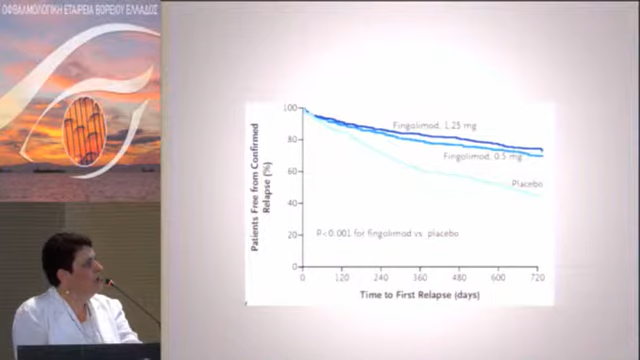 ΟΦΘΑΛΜΟΛΟΓΙΚΗ ΕΤΑΙΡΕΙΑ ΒΟΡΕΙΟΥ ΕΛΛΑΔΟΣ
Patients Free from Confirmed
Relapse (%)
100
80
60
40
20
0
Fingolimod, 1.25 mg
Fingolimod, 0.5 mg
Placebo
P<0.001 for fingolimod vs. placebo
0 120 240 360 480 600 720
Time to First Relapse (days)